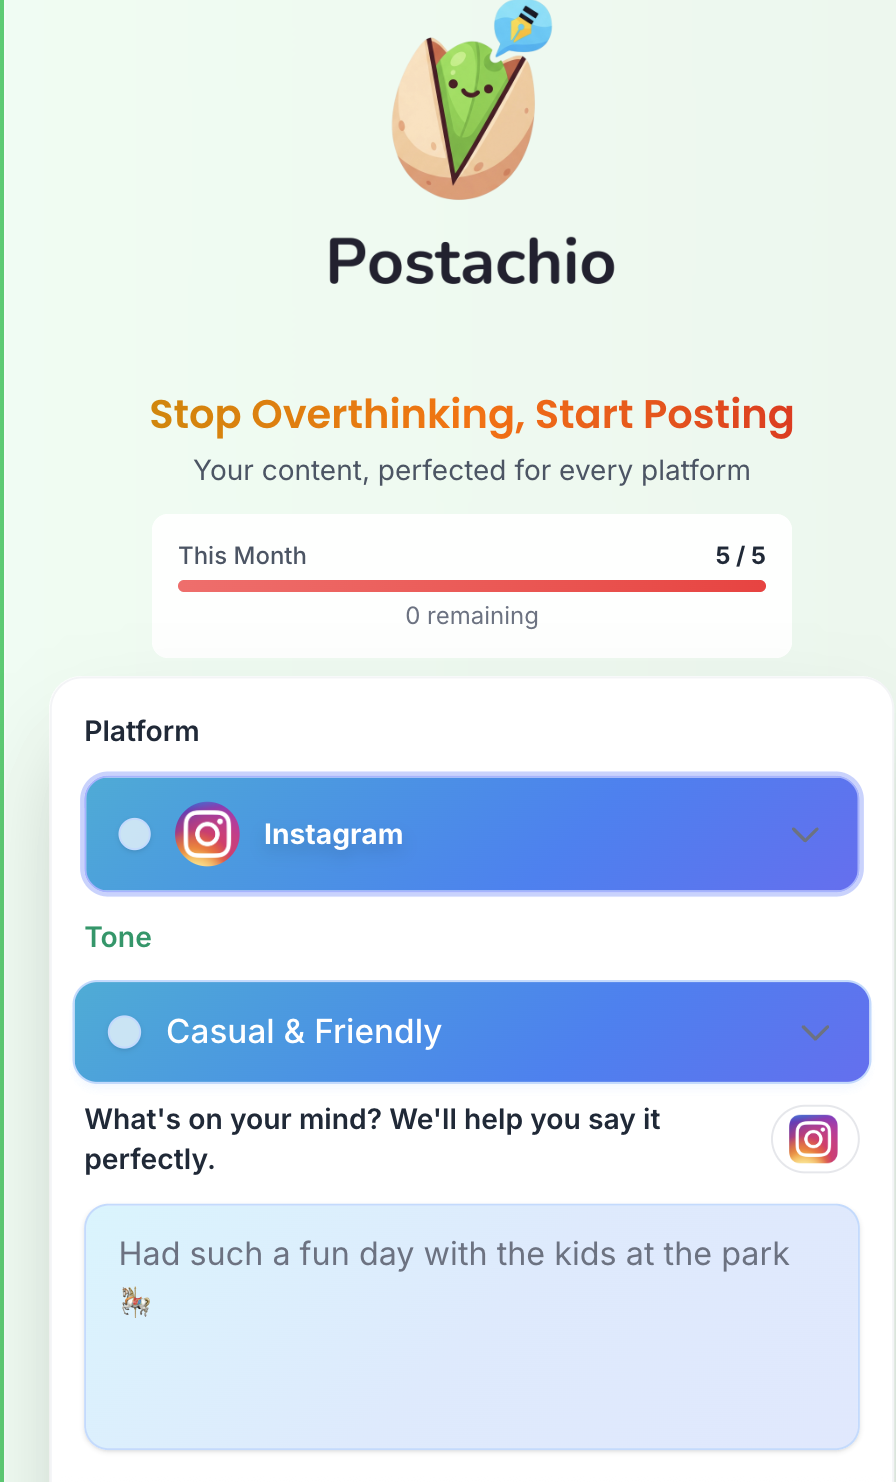 Postachio
Stop Overthinking, Start Posting
Your content, perfected for every platform
This Month 5 / 5
0 remaining
Platform
Instagram
Tone
Casual & Friendly
What's on your mind? We'll help you say it
perfectly.
Had such a fun day with the kids at the park
🎠